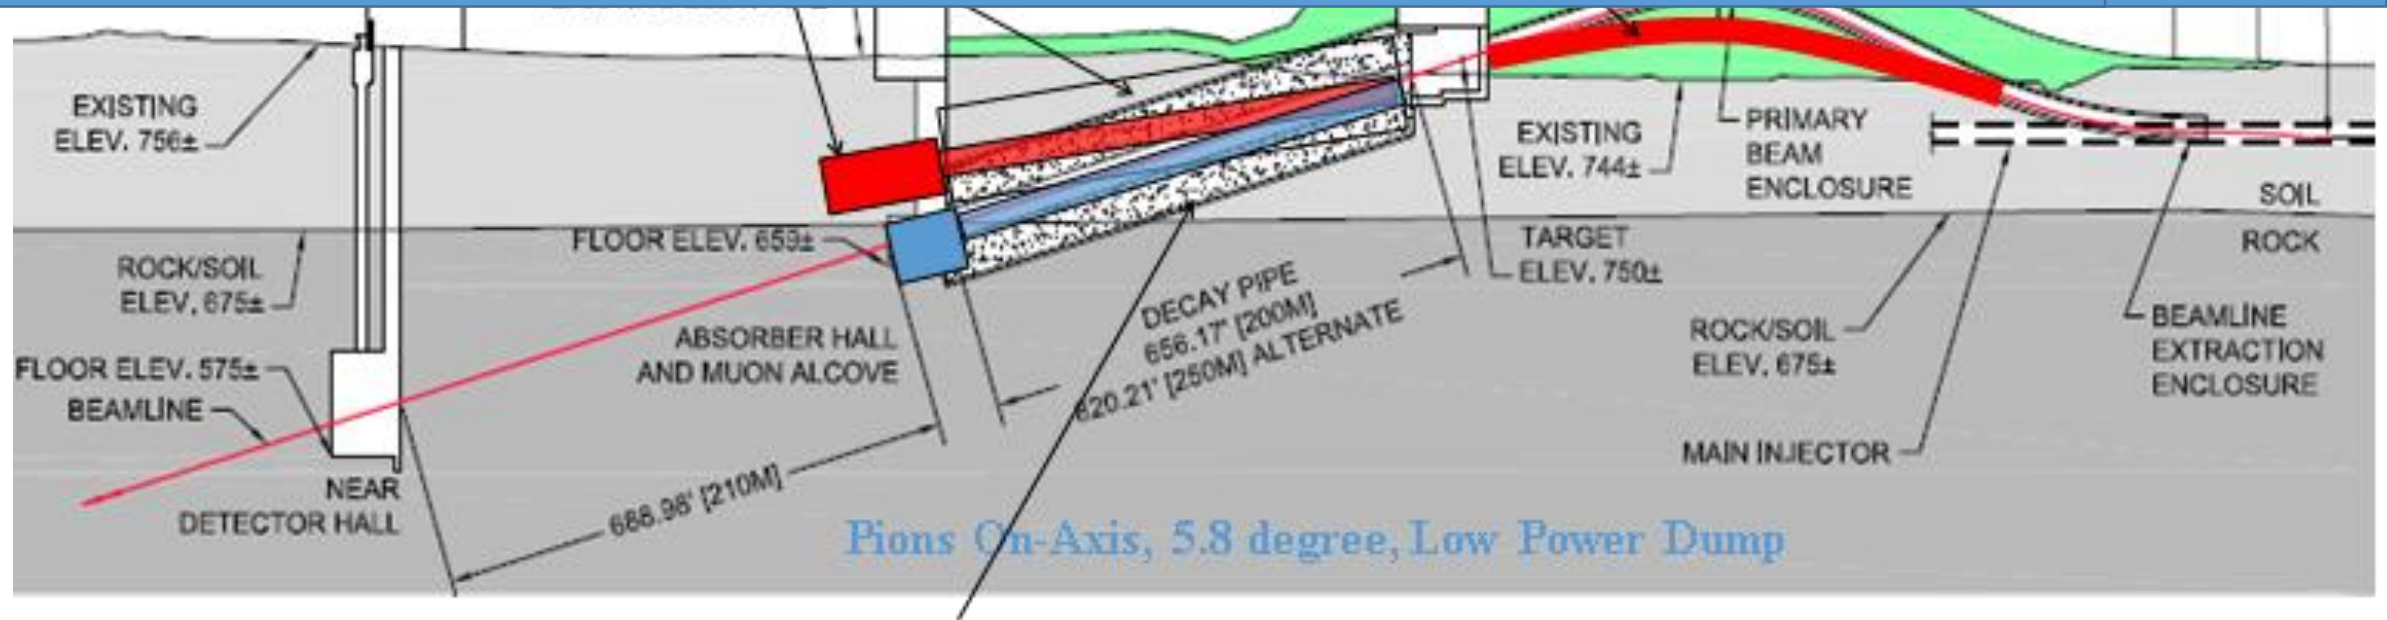 EXISTING
ELEV. 756±
ROCK/SOIL
ELEV. 675±
FLOOR ELEV. 575±
BEAMLINE
NEAR
DETECTOR HALL
FLOOR ELEV. 659±
ABSORBER HALL
AND MUON ALCOVE
688.98' [210M]
DECAY PIPE
656.17' [200M]
820.21' [250M] ALTERNATE
EXISTING
ELEV. 744±
PRIMARY
BEAM
ENCLOSURE
TARGET
ELEV. 750±
SOIL
ROCK
ROCK/SOIL
ELEV. 675±
MAIN INJECTOR
BEAMLINE
EXTRACTION
ENCLOSURE
Pions On-Axis, 5.8 degree, Low Power Dump